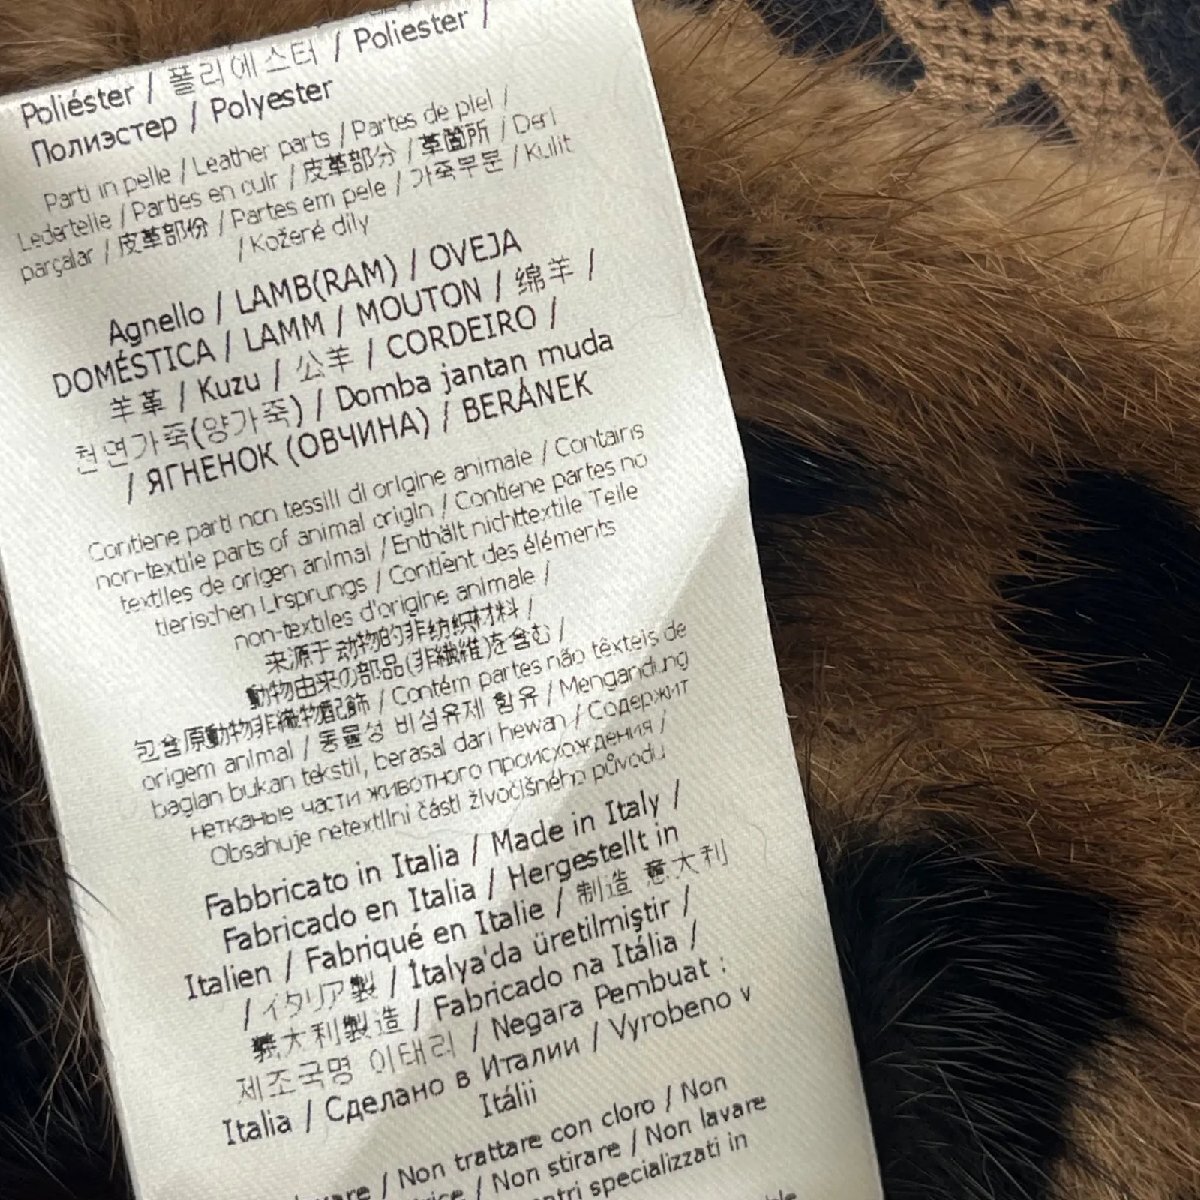 Poliéster / 폴리에스터 / Poliester /
Полиэстер / Polyester
Parti in pelle / Leather parts / Partes de piel /
Lederteile / Parties en cuir / 皮革部分 / 革箇所 / Deri
parçalar / 皮革部份 / Partes em pele / 가죽부분 / Kulit
/ Kožené díly
Agnello / LAMB(RAM) / OVEJA
DOMÉSTICA / LAMM / MOUTON / 绵羊 /
羊革 / Kuzu / 公羊 / CORDEIRO /
천연가죽(양가죽) / Domba jantan muda
/ ЯГНЕНОК (ОВЧИНА) / BERÁNEK
Contiene parti non tessili di origine animale / Contains
non-textile parts of animal origin / Contiene partes no
textiles de origen animal / Enthält nichttextile Teile
tierischen Ursprungs / Contient des éléments
non-textiles d'origine animale /
来源于动物的非纺织材料 /
動物由来の部品(非繊維)を含む /
包含原動物非織物配飾 / Contém partes não têxteis de
origem animal / 동물성 비섬유제 함유 / Mengandung
bagian bukan tekstil, berasal dari hewan / Содержит
нетканые части животного происхождения /
Obsahuje netextilní části živočišného původu
Fabbricato in Italia / Made in Italy /
Fabricado en Italia / Hergestellt in
Italien / Fabriqué en Italie / 制造 意大利
/ イタリア製 / İtalya'da üretilmiştir /
義大利製造 / Fabricado na Itália /
제조국명 이태리 / Negara Pembuat :
Italia / Сделано в Италии / Vyrobeno v
Itálii
/ Non trattare con cloro / Non
/ Non stirare / Non lavare
specializzati in